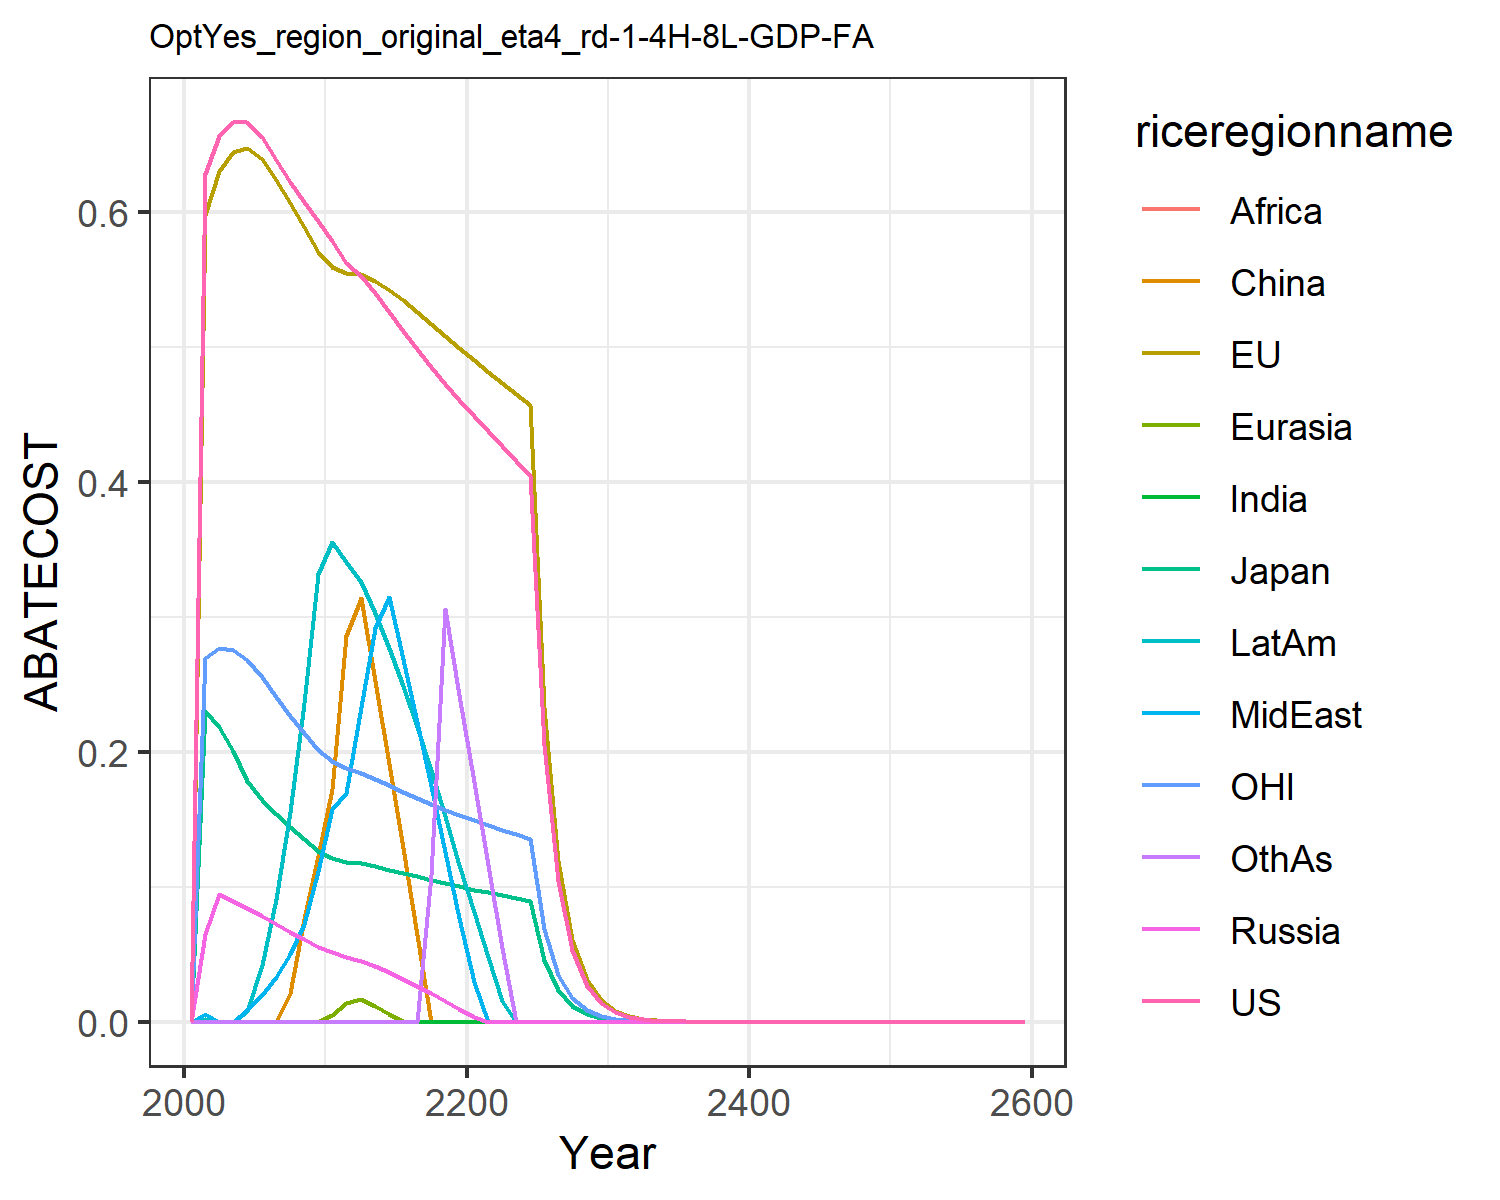 OptYes_region_original_eta4_rd-1-4H-8L-GDP-FA
ABATECOST
0.6
0.4
0.2
0.0
2000
2200
2400
2600
Year
riceregionname
Africa
China
EU
Eurasia
India
Japan
LatAm
MidEast
OHI
OthAs
Russia
US